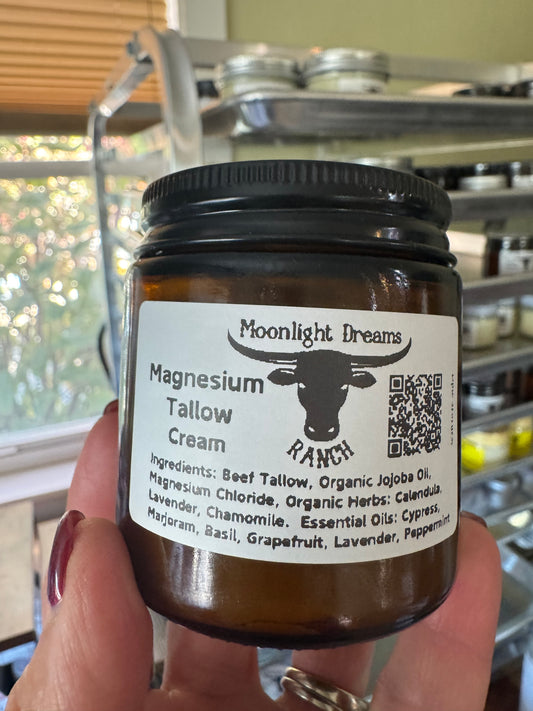 Moonlight Dreams
RANCH
Magnesium
Tallow
Cream
Ingredients: Beef Tallow, Organic Jojoba Oil,
Magnesium Chloride, Organic Herbs: Calendula,
Lavender, Chamomile. Essential Oils: Cypress,
Marjoram, Basil, Grapefruit, Lavender, Peppermint